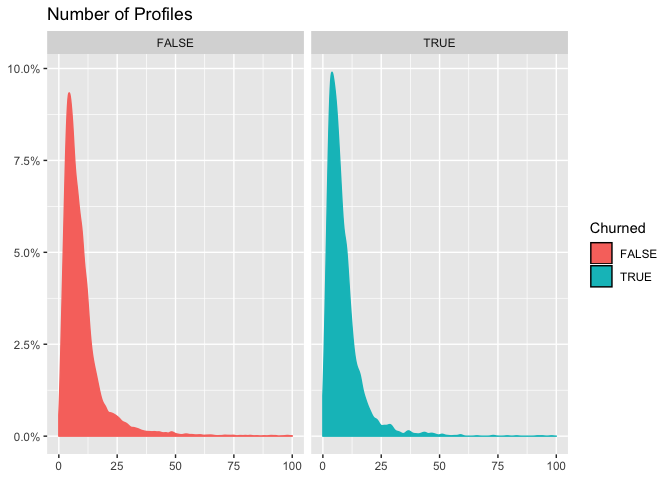 Number of Profiles
FALSE
TRUE
10.0%
7.5%
5.0%
2.5%
0.0%
0 25 50 75 100
0 25 50 75 100
Churned
FALSE
TRUE